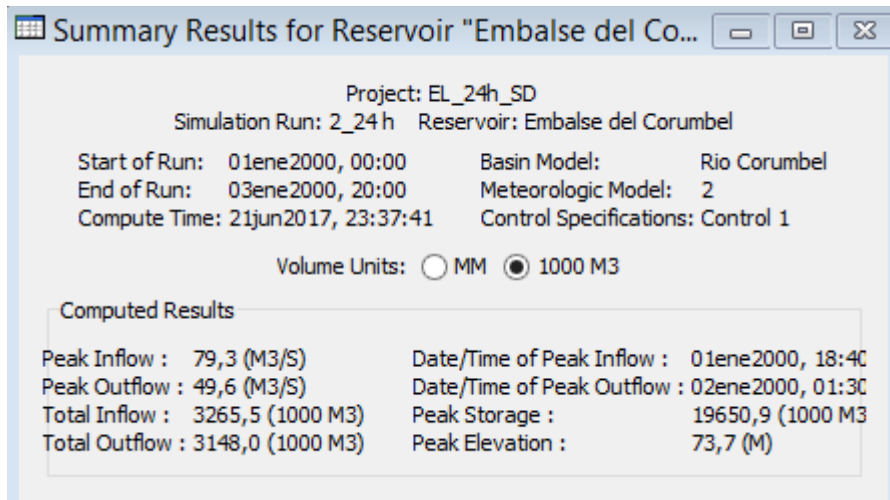 Summary Results for Reservoir "Embalse del Co...
Project: EL_24h_SD
Simulation Run: 2_24 h Reservoir: Embalse del Corumbel
Start of Run: 01ene2000, 00:00 Basin Model: Rio Corumbel
End of Run: 03ene2000, 20:00 Meteorologic Model: 2
Compute Time: 21jun2017, 23:37:41 Control Specifications: Control 1
Volume Units: MM 1000 M3
Computed Results
Peak Inflow : 79,3 (M3/S) Date/Time of Peak Inflow : 01ene2000, 18:40
Peak Outflow : 49,6 (M3/S) Date/Time of Peak Outflow : 02ene2000, 01:30
Total Inflow : 3265,5 (1000 M3) Peak Storage : 19650,9 (1000 M3
Total Outflow : 3148,0 (1000 M3) Peak Elevation : 73,7 (M)